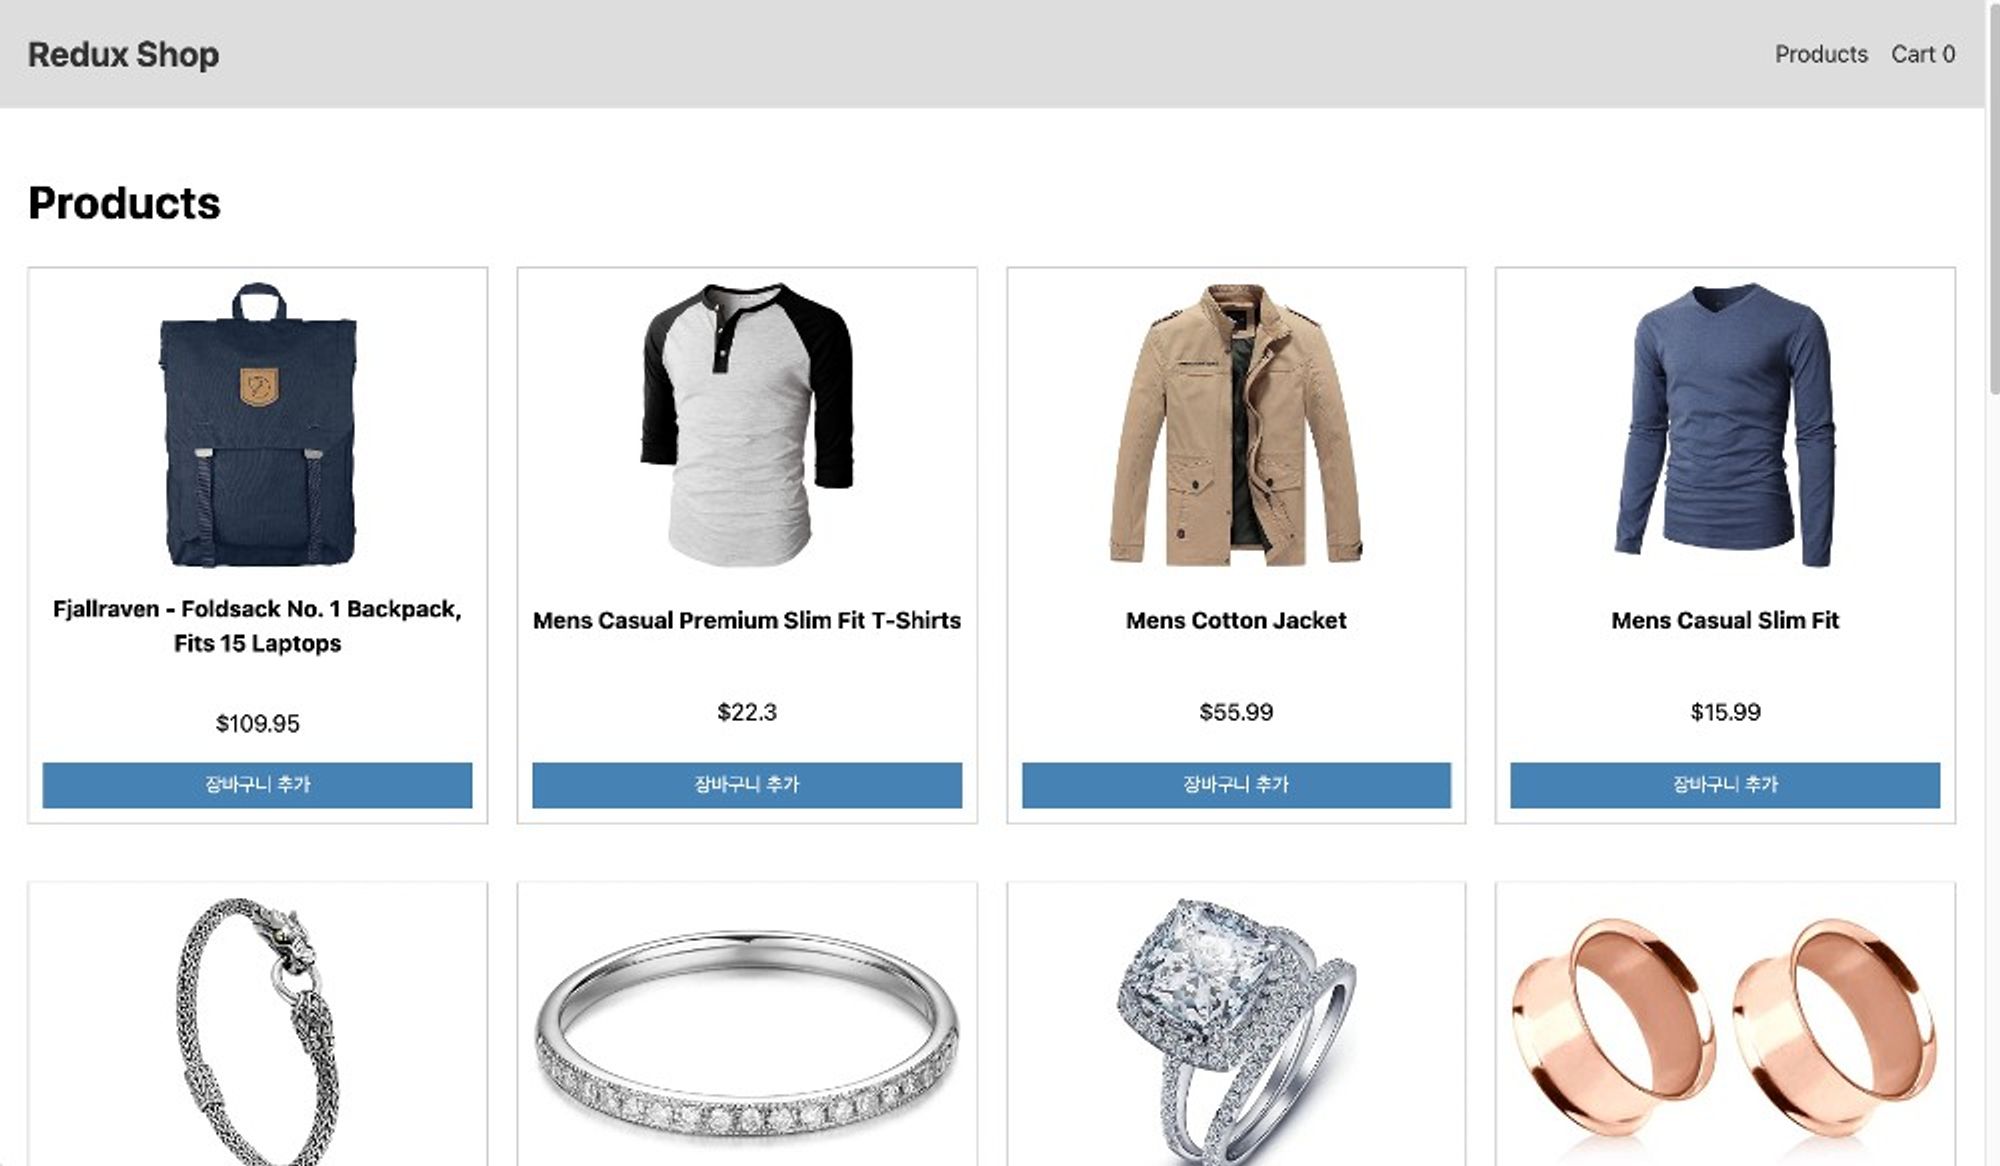 Redux Shop
Products
Cart 0
Products
Fjallraven - Foldsack No. 1 Backpack,
Fits 15 Laptops
$109.95
장바구니 추가
Mens Casual Premium Slim Fit T-Shirts
$22.3
장바구니 추가
Mens Cotton Jacket
$55.99
장바구니 추가
Mens Casual Slim Fit
$15.99
장바구니 추가